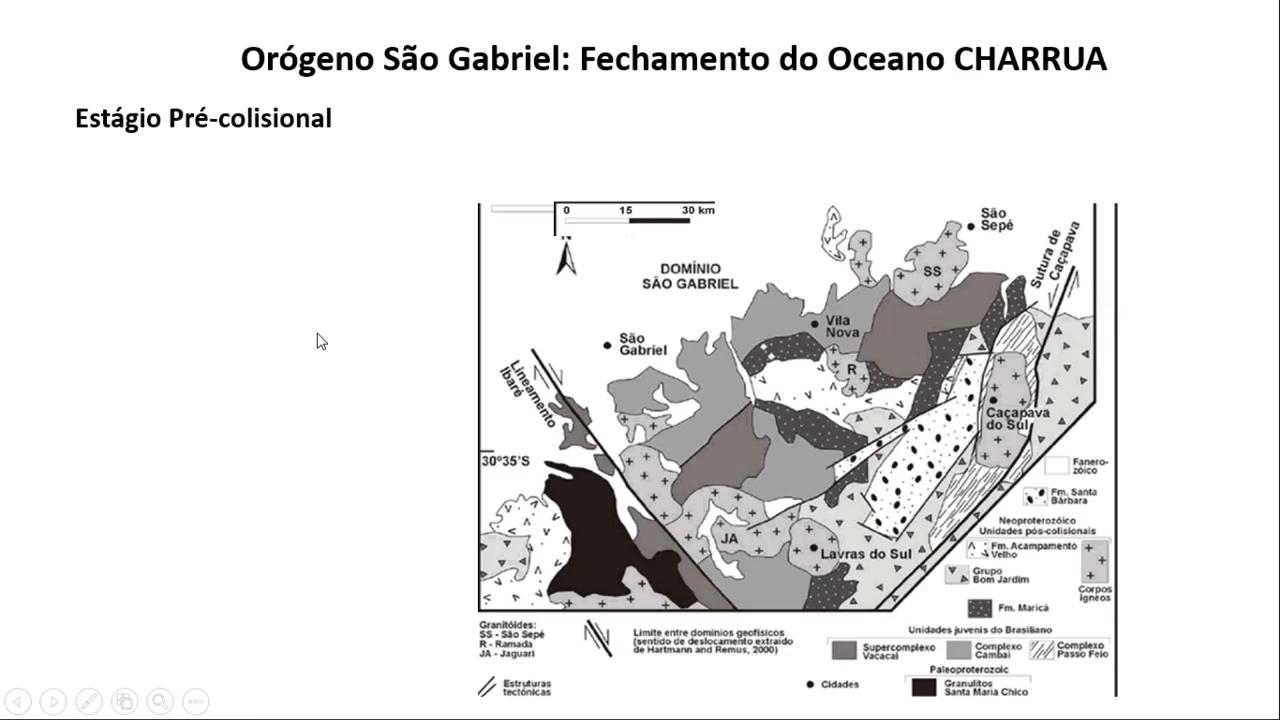 Orógeno São Gabriel: Fechamento do Oceano CHARRUA
Estágio Pré-colisional
0 15 30 km
N
DOMÍNIO
SÃO GABRIEL
São
Sepé
Sutura de
Caçapava
SS
Vila
Nova
São
Gabriel
R
Lineamento
Ibaré
Caçapava
do Sul
30º35'S
JA
Lavras do Sul
Fanero-
zóico
Fm. Santa
Bárbara
Neoproterozóico
Unidades pós-colisionais
Fm. Acampamento
Velho
Grupo
Bom Jardim
Corpos
ígneos
Fm. Maricá
Unidades juvenis do Brasiliano
Supercomplexo
Vacacaí
Complexo
Cambaí
Complexo
Passo Feio
Paleoproterozoic
Granulitos
Santa Maria Chico
Granitóides:
SS - São Sepé
R - Ramada
JA - Jaguari
Limite entre domínios geofísicos
(sentido de deslocamento extraído
de Hartmann and Remus, 2000)
Estruturas
tectônicas
Cidades